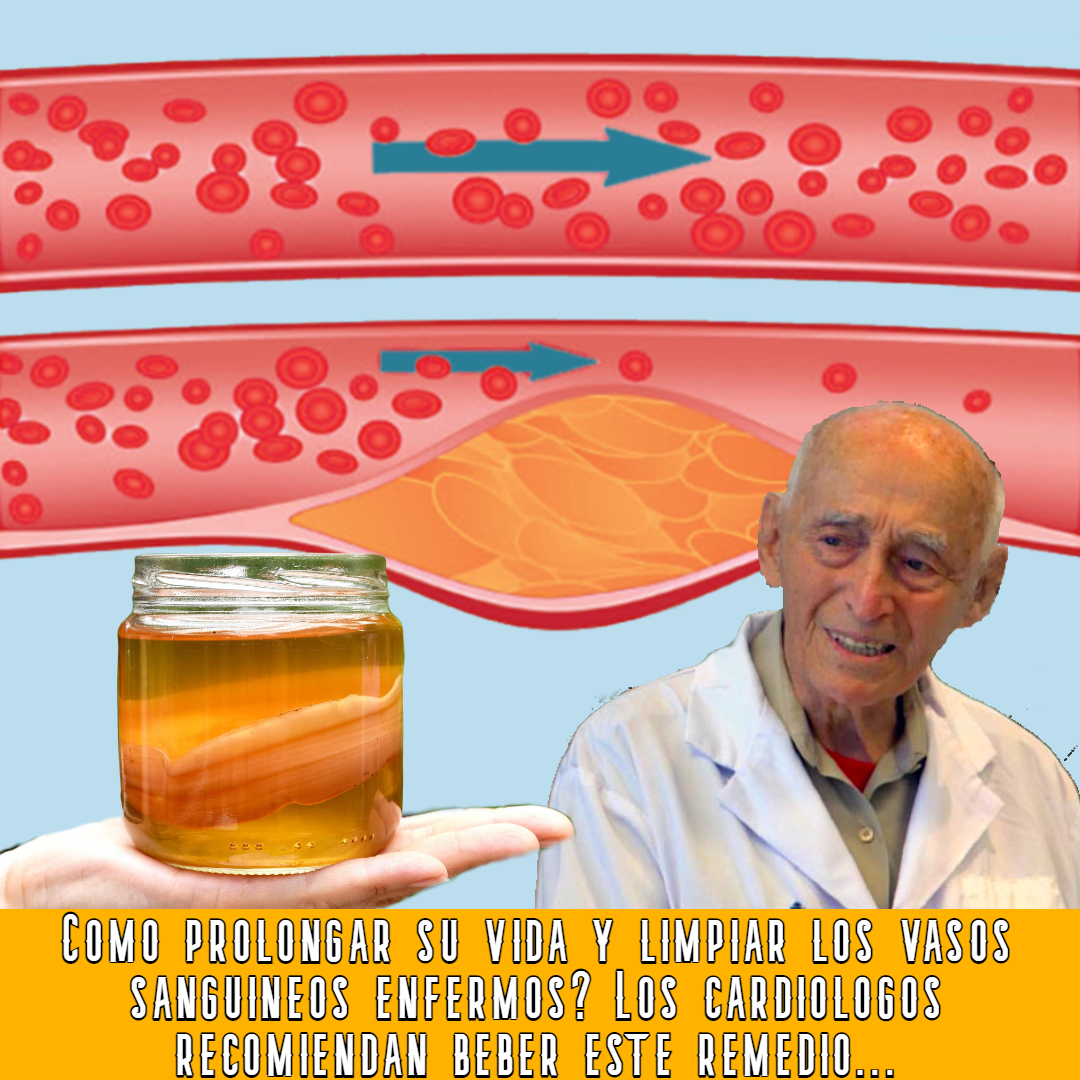 Como prolongar su vida y limpiar los vasos
sanguineos enfermos? Los cardiologos
recomiendan beber este remedio...